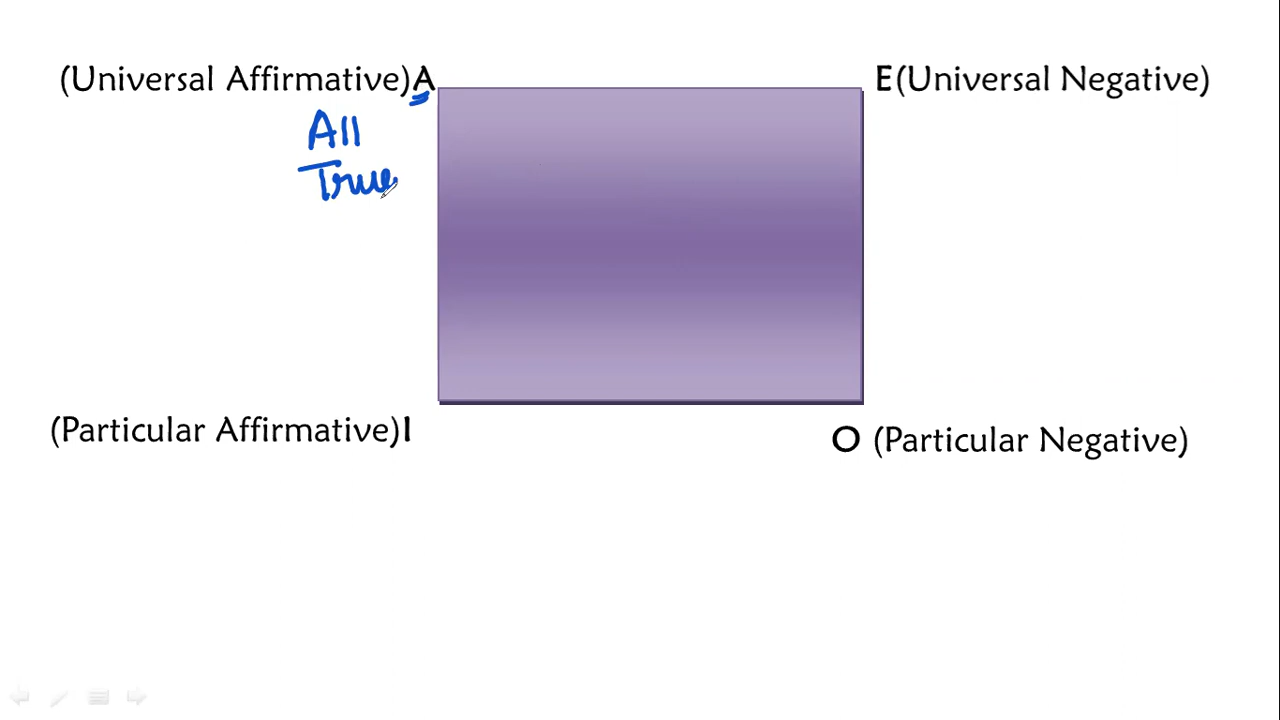 (Universal Affirmative)A
E(Universal Negative)
All
True
(Particular Affirmative)I
O (Particular Negative)